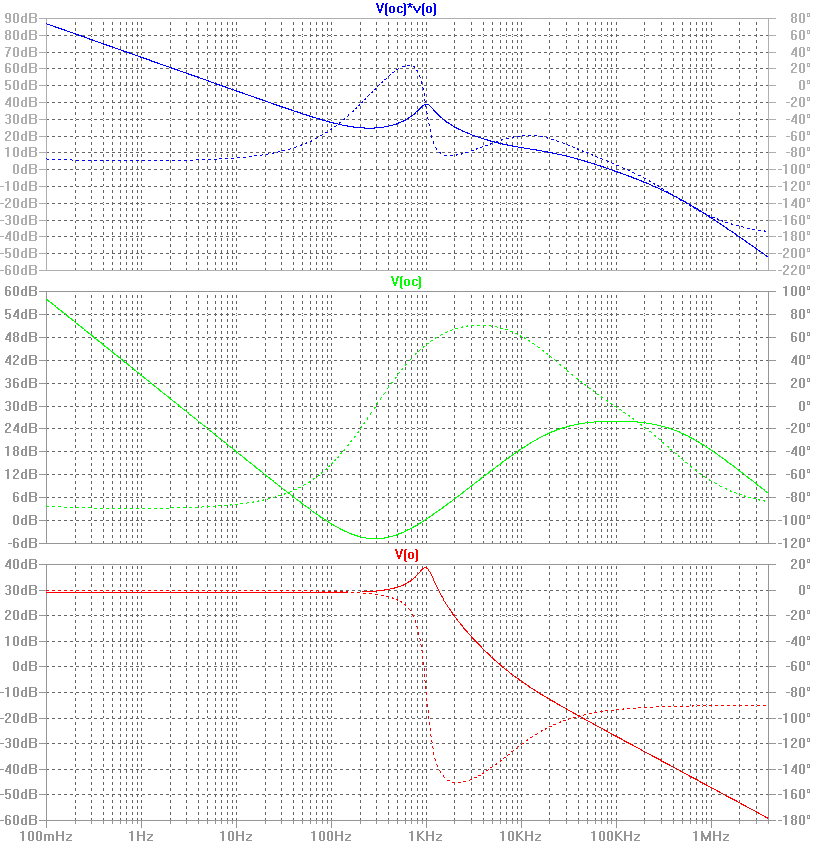 V(oc)*v(o)
90dB 80°
80dB 60°
70dB 40°
60dB 20°
50dB 0°
40dB -20°
30dB -40°
20dB -60°
10dB -80°
0dB -100°
-10dB -120°
-20dB -140°
-30dB -160°
-40dB -180°
-50dB -200°
-60dB -220°
V(oc)
60dB 100°
54dB 80°
48dB 60°
42dB 40°
36dB 20°
30dB 0°
24dB -20°
18dB -40°
12dB -60°
6dB -80°
0dB -100°
-6dB -120°
V(o)
40dB 20°
30dB 0°
20dB -20°
10dB -40°
0dB -60°
-10dB -80°
-20dB -100°
-30dB -120°
-40dB -140°
-50dB -160°
-60dB -180°
100mHz 1Hz 10Hz 100Hz 1KHz 10KHz 100KHz 1MHz